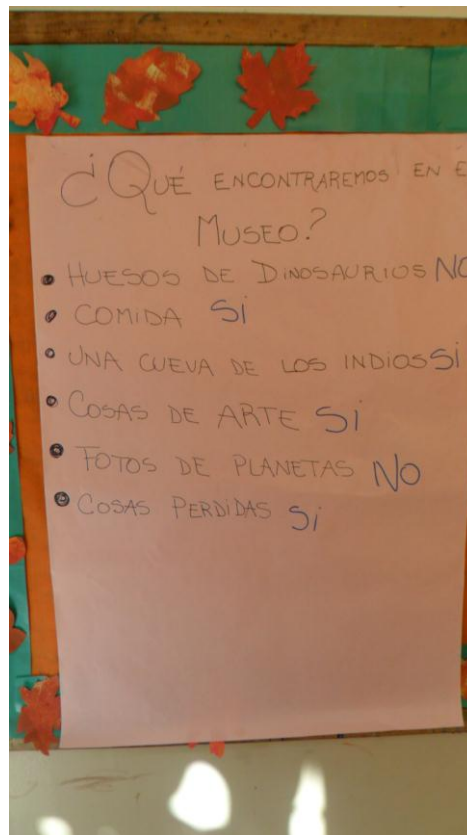 ¿QUÉ ENCONTRAREMOS EN E
MUSEO?
• HUESOS DE DINOSAURIOS NO
• COMIDA SI
• UNA CUEVA DE LOS INDIOS SI
• COSAS DE ARTE SI
• FOTOS DE PLANETAS NO
• COSAS PERDIDAS Si